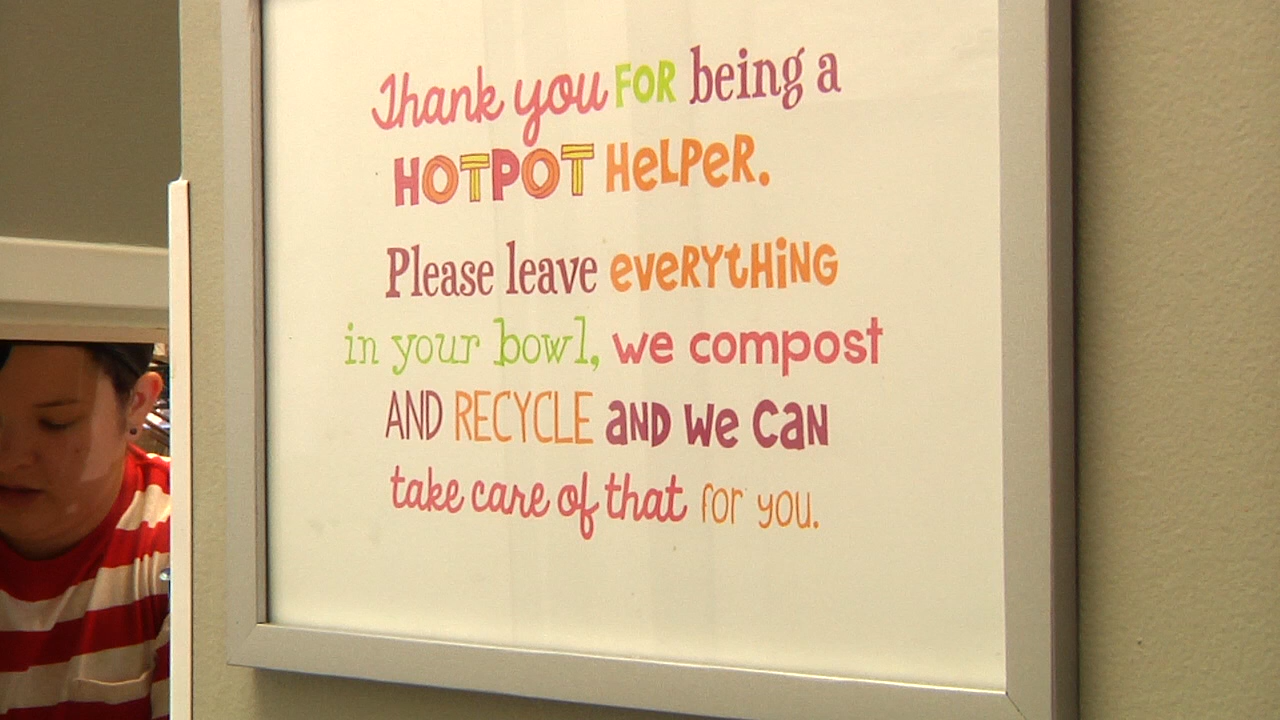 Thank you FOR being a
HOTPOT HeLPeR.
Please leave eveRYtHiNG
in your bowl, we compost
AND RECYCLE aND We CaN
take care of that for you.